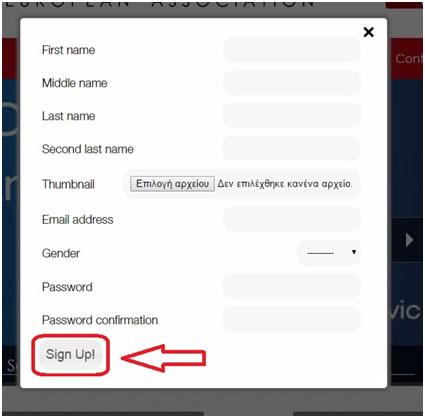 EUROPEAN ASSOCIATION
First name
Middle name
Last name
Second last name
Thumbnail Επιλογή αρχείου Δεν επιλέχθηκε κανένα αρχείο.
Email address
Gender ---------
Password
Password confirmation
Sign Up!